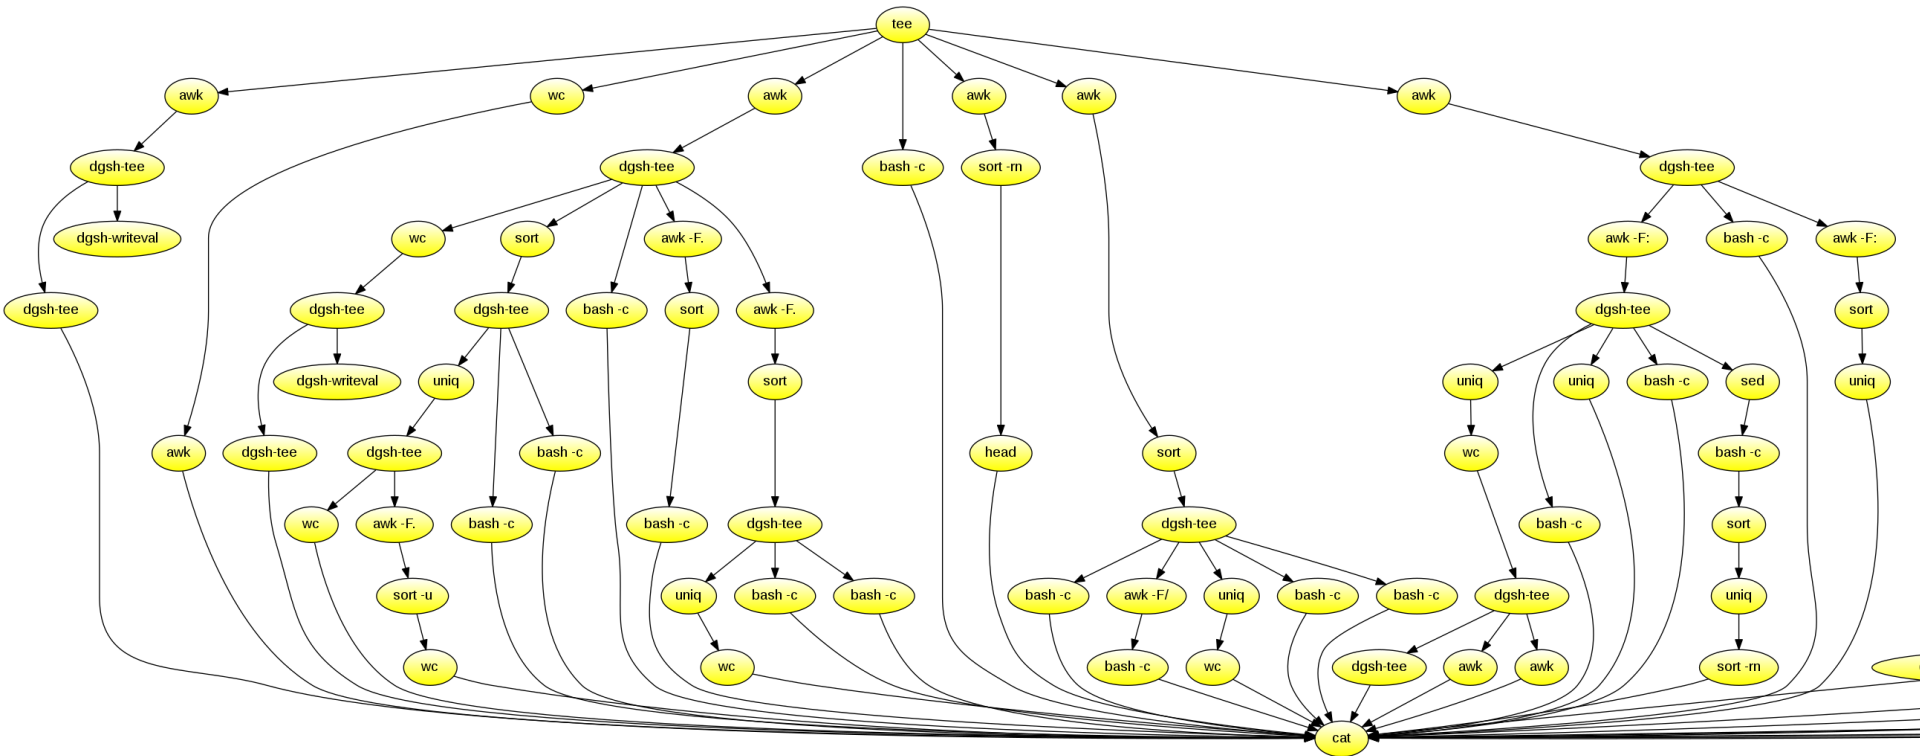 tee
awk wc awk awk awk awk
dgsh-tee dgsh-tee bash -c sort -rn dgsh-tee
dgsh-writeval wc sort awk -F. awk -F: bash -c awk -F:
dgsh-tee dgsh-tee dgsh-tee bash -c sort awk -F. dgsh-tee sort
dgsh-writeval uniq sort uniq uniq bash -c sed uniq
awk dgsh-tee dgsh-tee bash -c head sort wc bash -c
wc awk -F. bash -c bash -c dgsh-tee dgsh-tee bash -c sort
sort -u uniq bash -c bash -c bash -c awk -F/ uniq bash -c bash -c dgsh-tee uniq
wc wc bash -c wc dgsh-tee awk awk sort -rn
cat